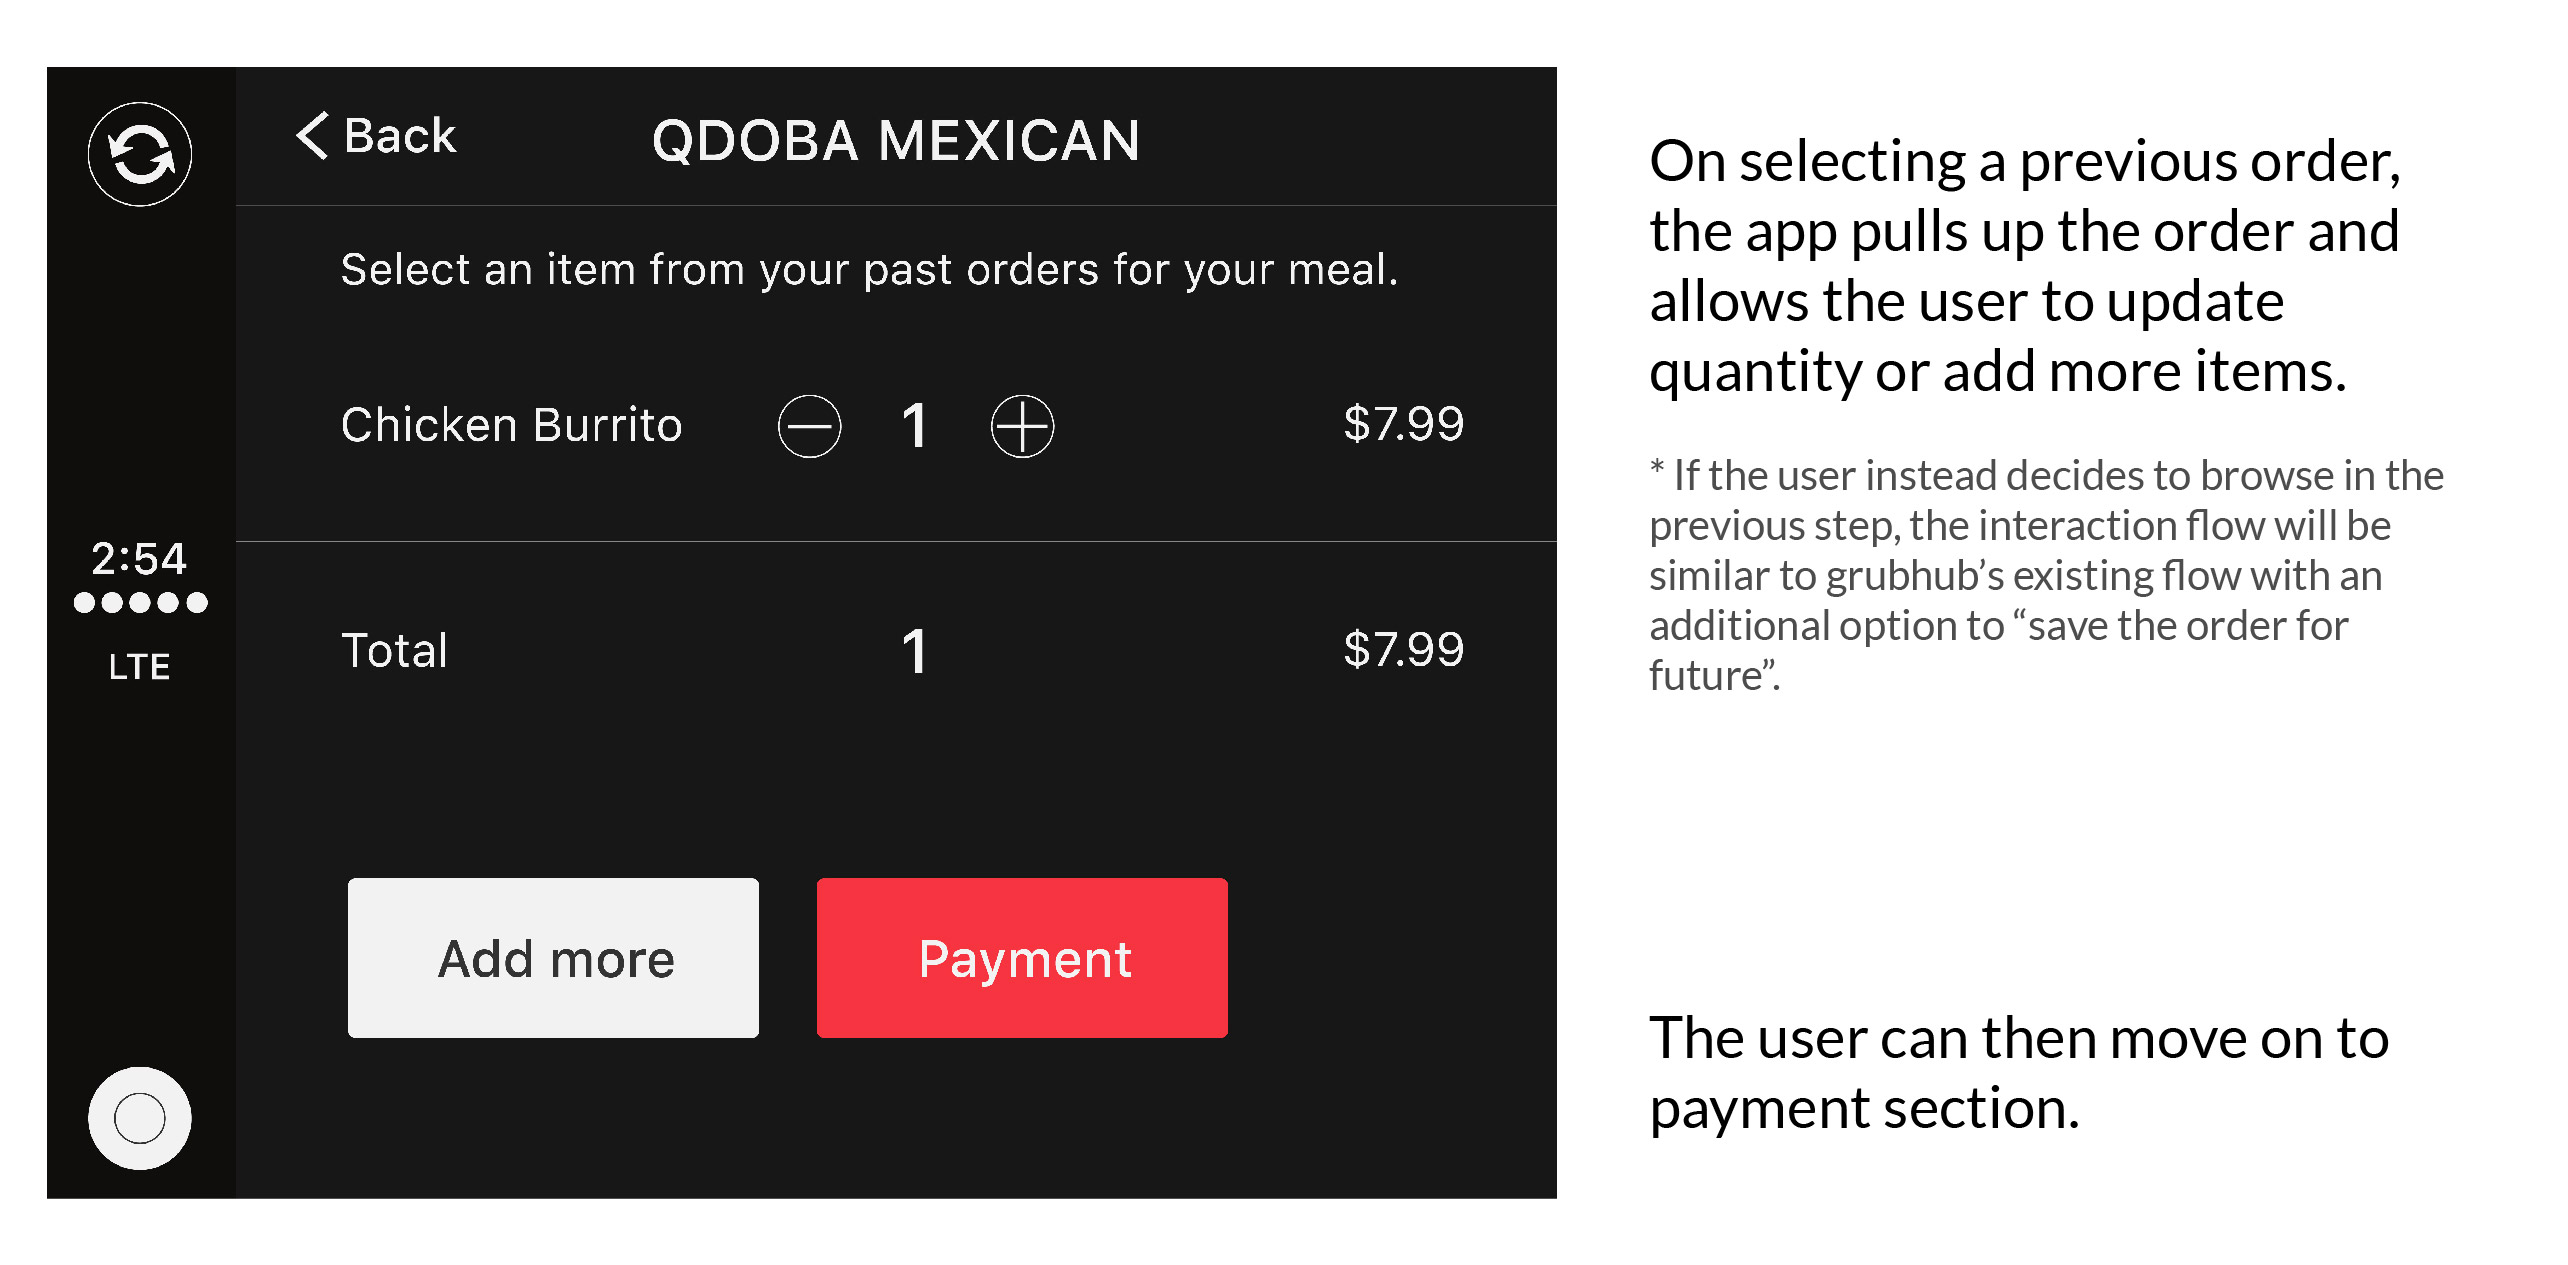 Back
QDOBA MEXICAN
Select an item from your past orders for your meal.
Chicken Burrito 1 $7.99
2:54
LTE
Total 1 $7.99
Add more
Payment
On selecting a previous order,
the app pulls up the order and
allows the user to update
quantity or add more items.
* If the user instead decides to browse in the
previous step, the interaction flow will be
similar to grubhub’s existing flow with an
additional option to “save the order for
future”.
The user can then move on to
payment section.